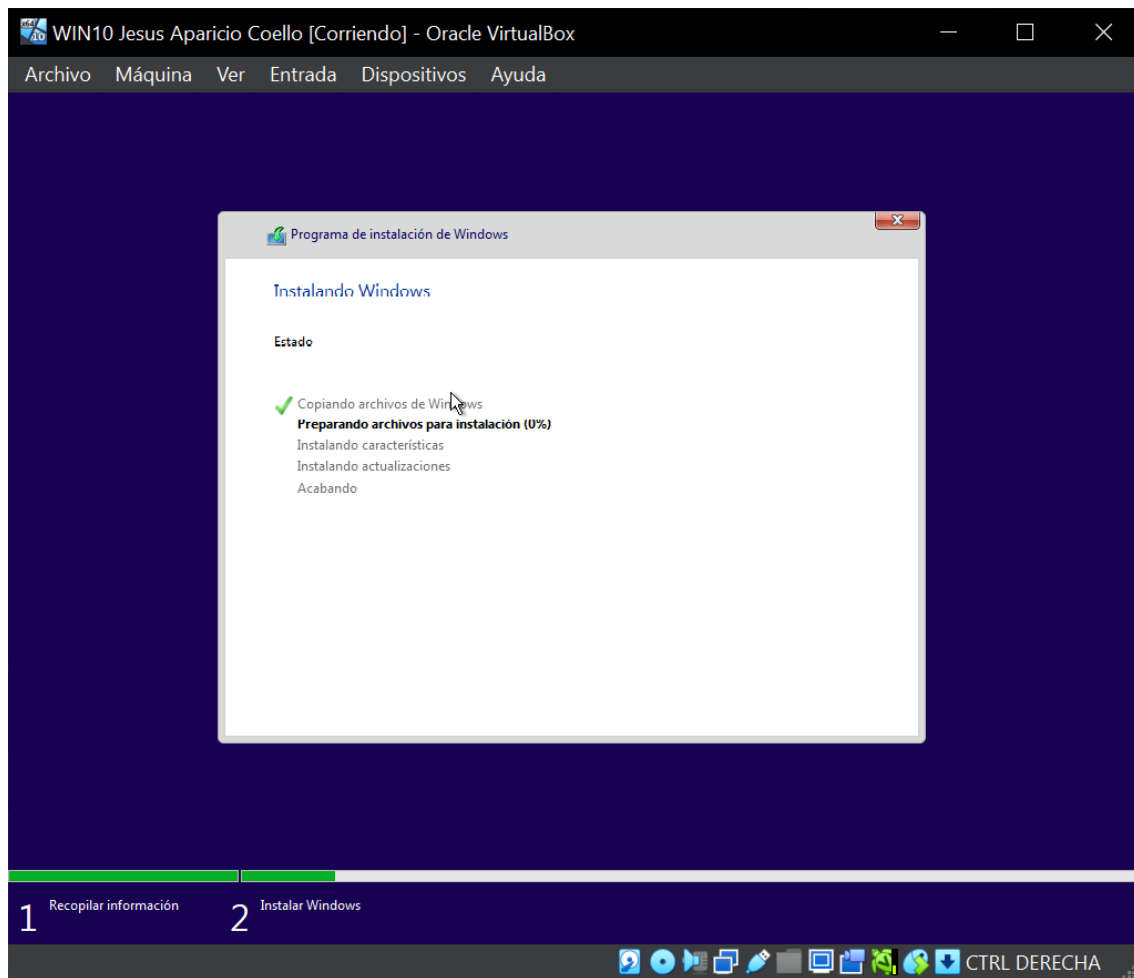 WIN10 Jesus Aparicio Coello [Corriendo] - Oracle VirtualBox
Archivo Máquina Ver Entrada Dispositivos Ayuda
Programa de instalación de Windows
Instalando Windows
Estado
Copiando archivos de Windows
Preparando archivos para instalación (0%)
Instalando características
Instalando actualizaciones
Acabando
1 Recopilar información 2 Instalar Windows
CTRL DERECHA